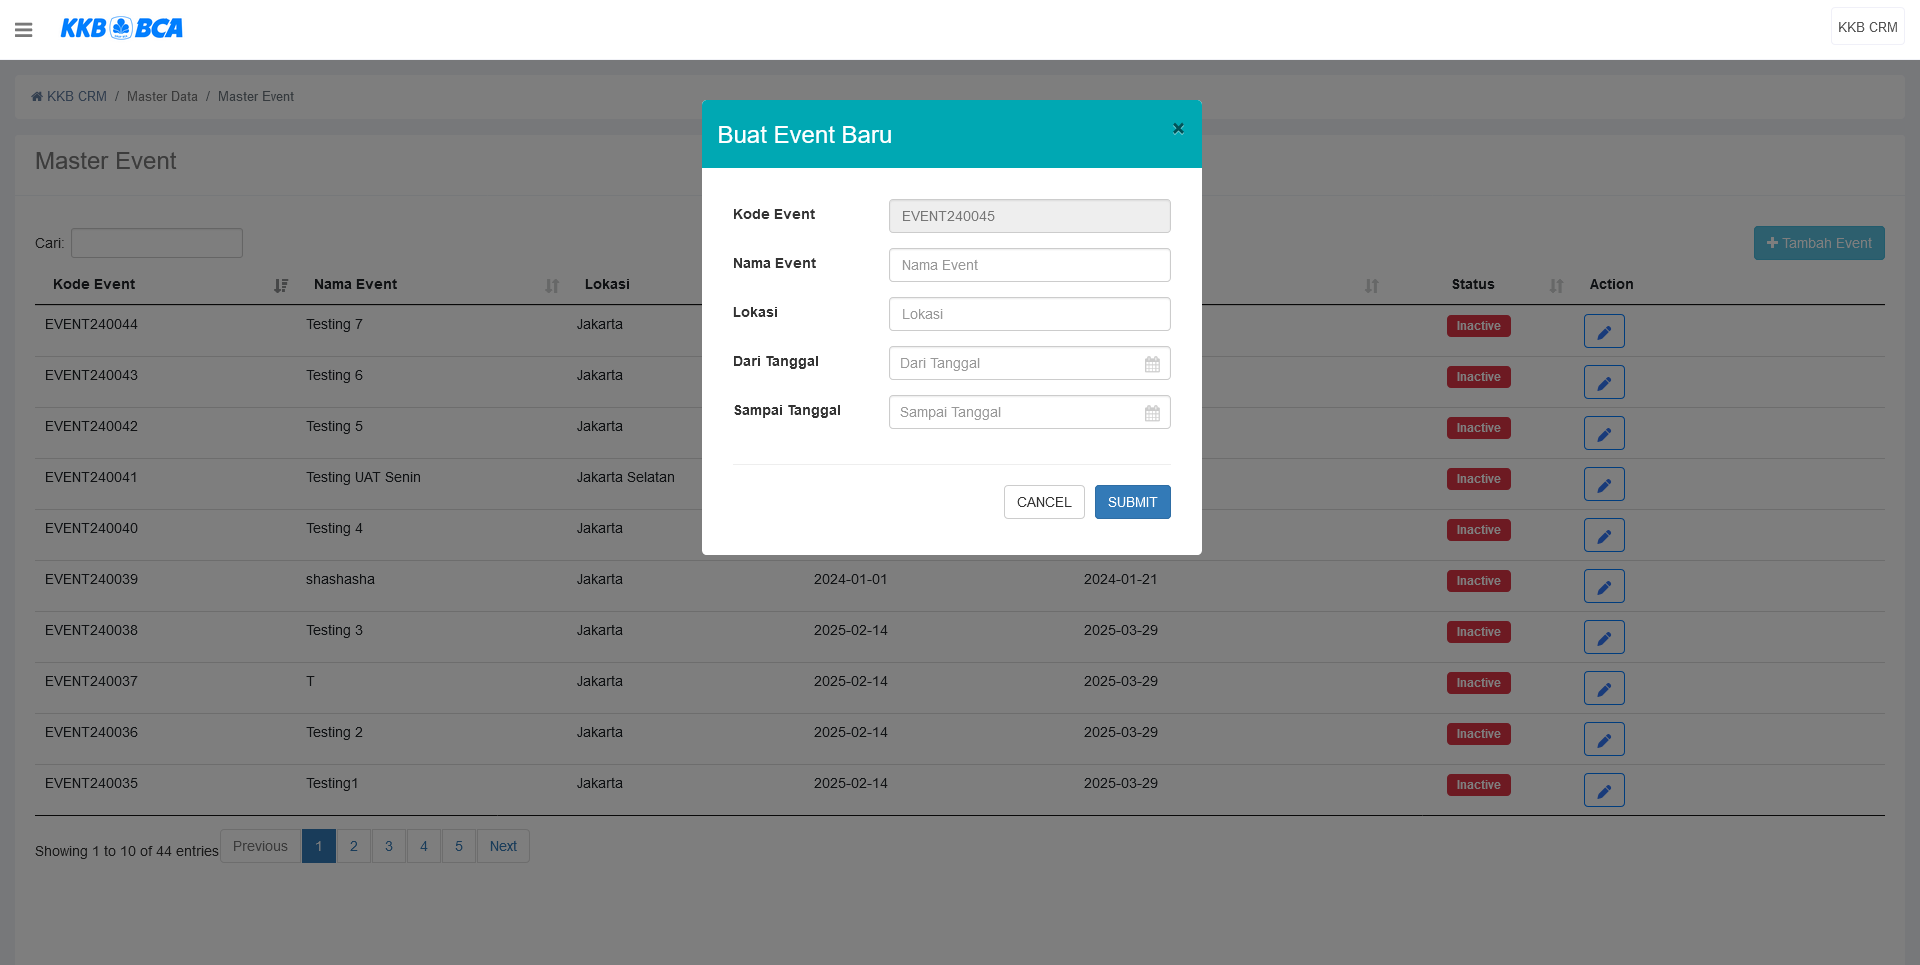 KKB BCA
KKB CRM
KKB CRM / Master Data / Master Event
Master Event
Buat Event Baru
×
Kode Event EVENT240045
Nama Event Nama Event
Lokasi Lokasi
Dari Tanggal Dari Tanggal
Sampai Tanggal Sampai Tanggal
CANCEL SUBMIT
Cari:
Tambah Event
Kode Event Nama Event Lokasi Status Action
EVENT240044 Testing 7 Jakarta Inactive
EVENT240043 Testing 6 Jakarta Inactive
EVENT240042 Testing 5 Jakarta Inactive
EVENT240041 Testing UAT Senin Jakarta Selatan Inactive
EVENT240040 Testing 4 Jakarta Inactive
EVENT240039 shashasha Jakarta 2024-01-01 2024-01-21 Inactive
EVENT240038 Testing 3 Jakarta 2025-02-14 2025-03-29 Inactive
EVENT240037 T Jakarta 2025-02-14 2025-03-29 Inactive
EVENT240036 Testing 2 Jakarta 2025-02-14 2025-03-29 Inactive
EVENT240035 Testing1 Jakarta 2025-02-14 2025-03-29 Inactive
Showing 1 to 10 of 44 entries Previous 1 2 3 4 5 Next